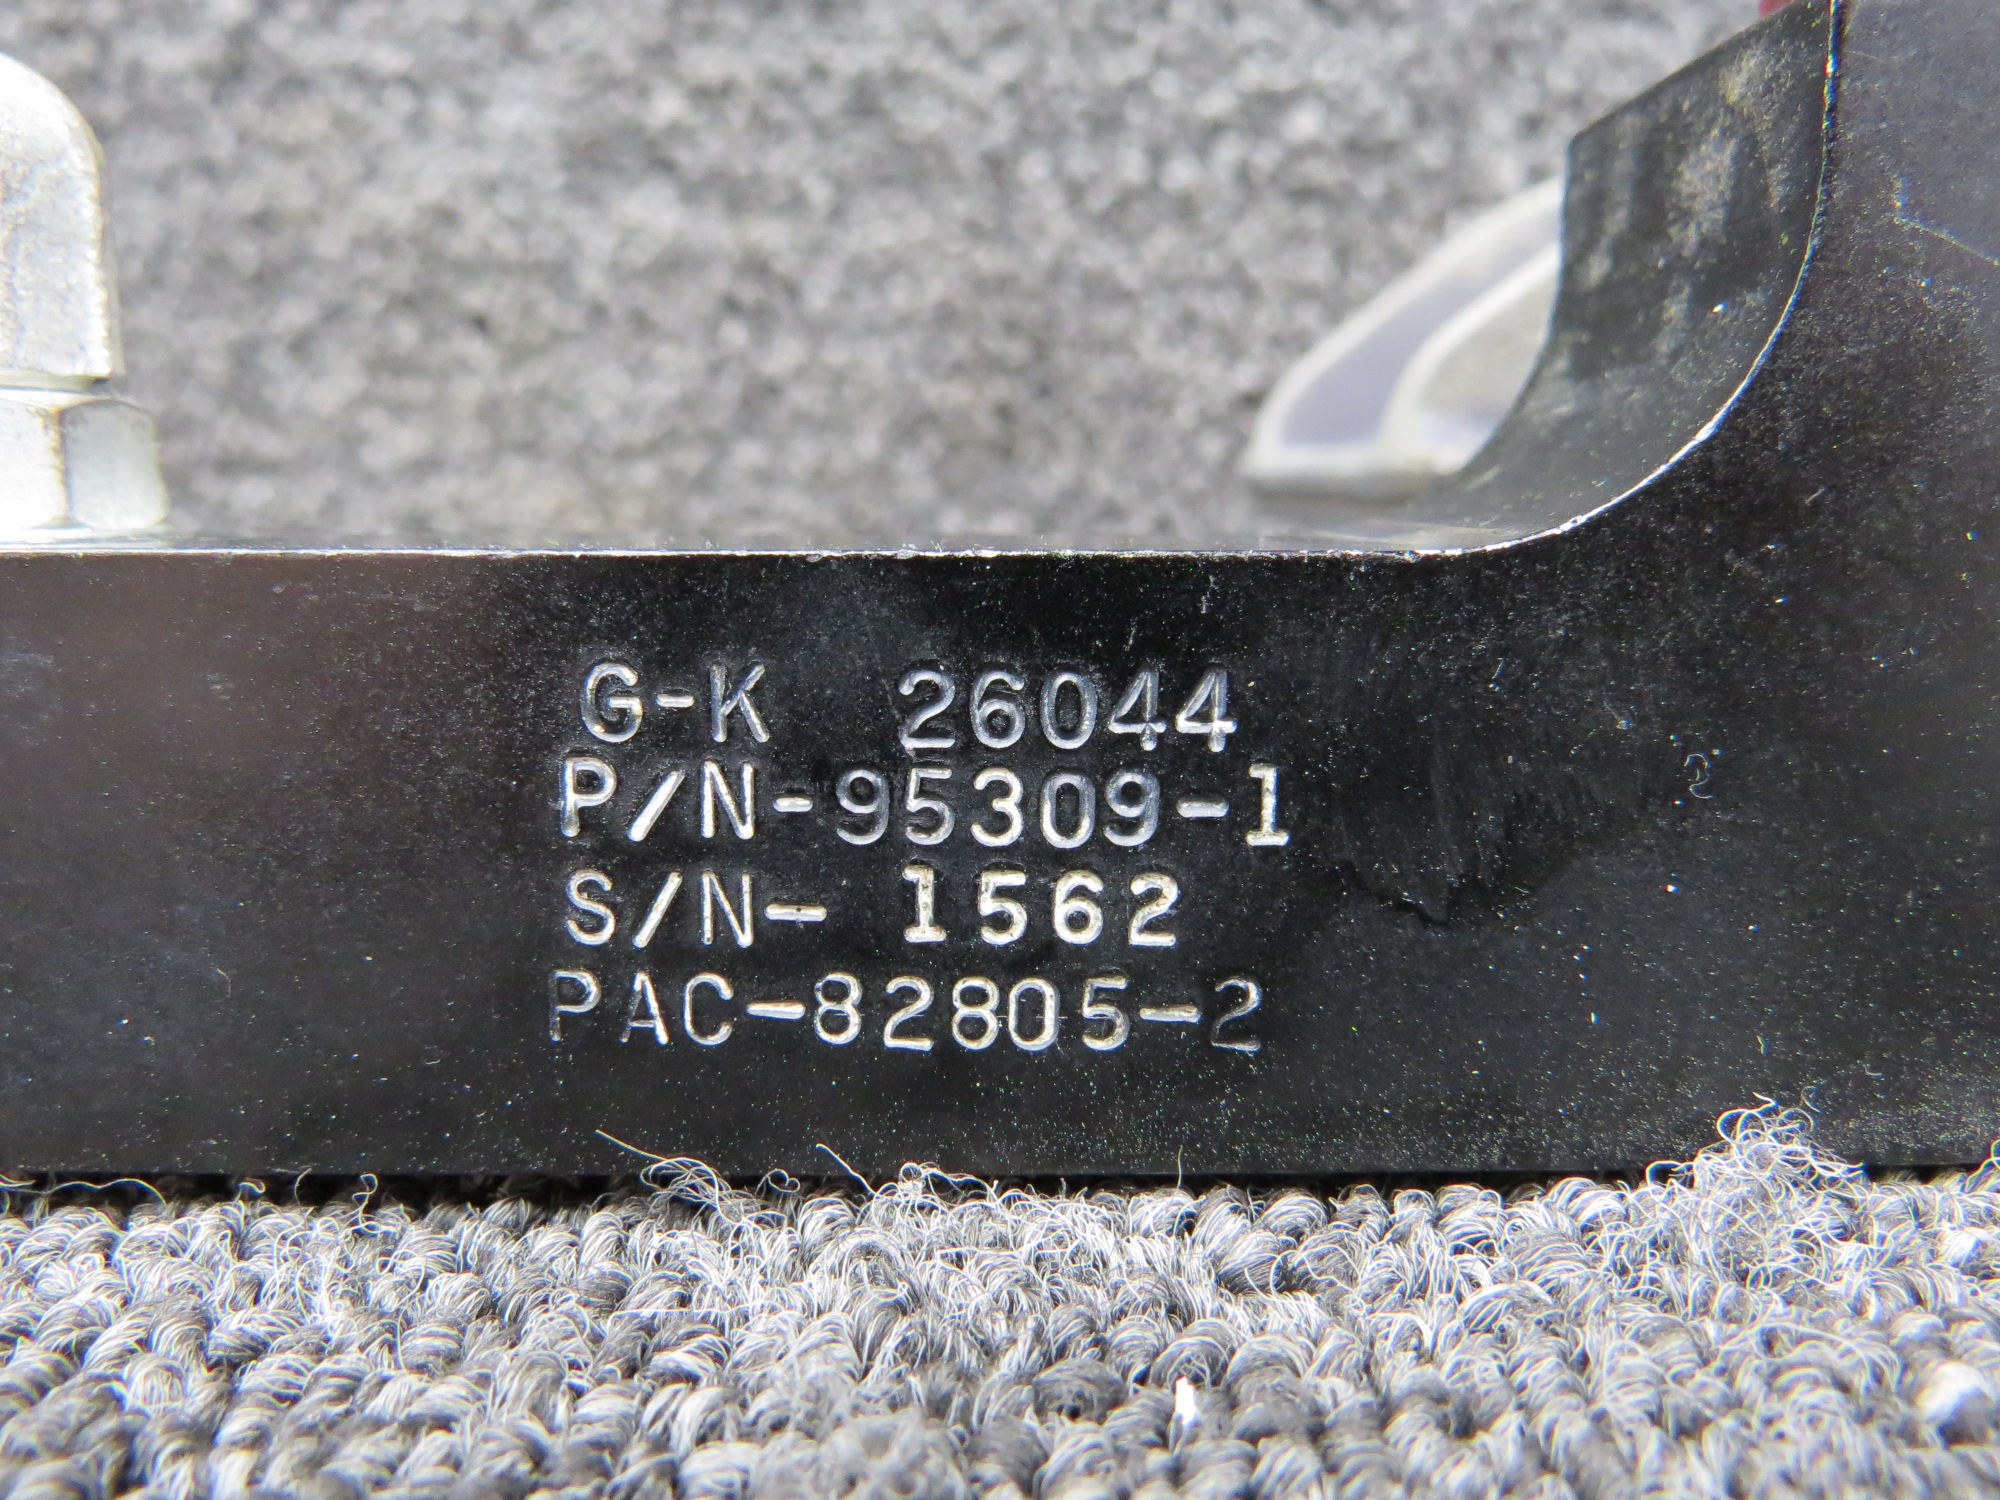 G-K 26044
P/N-95309-1
S/N- 1562
PAC-82805-2